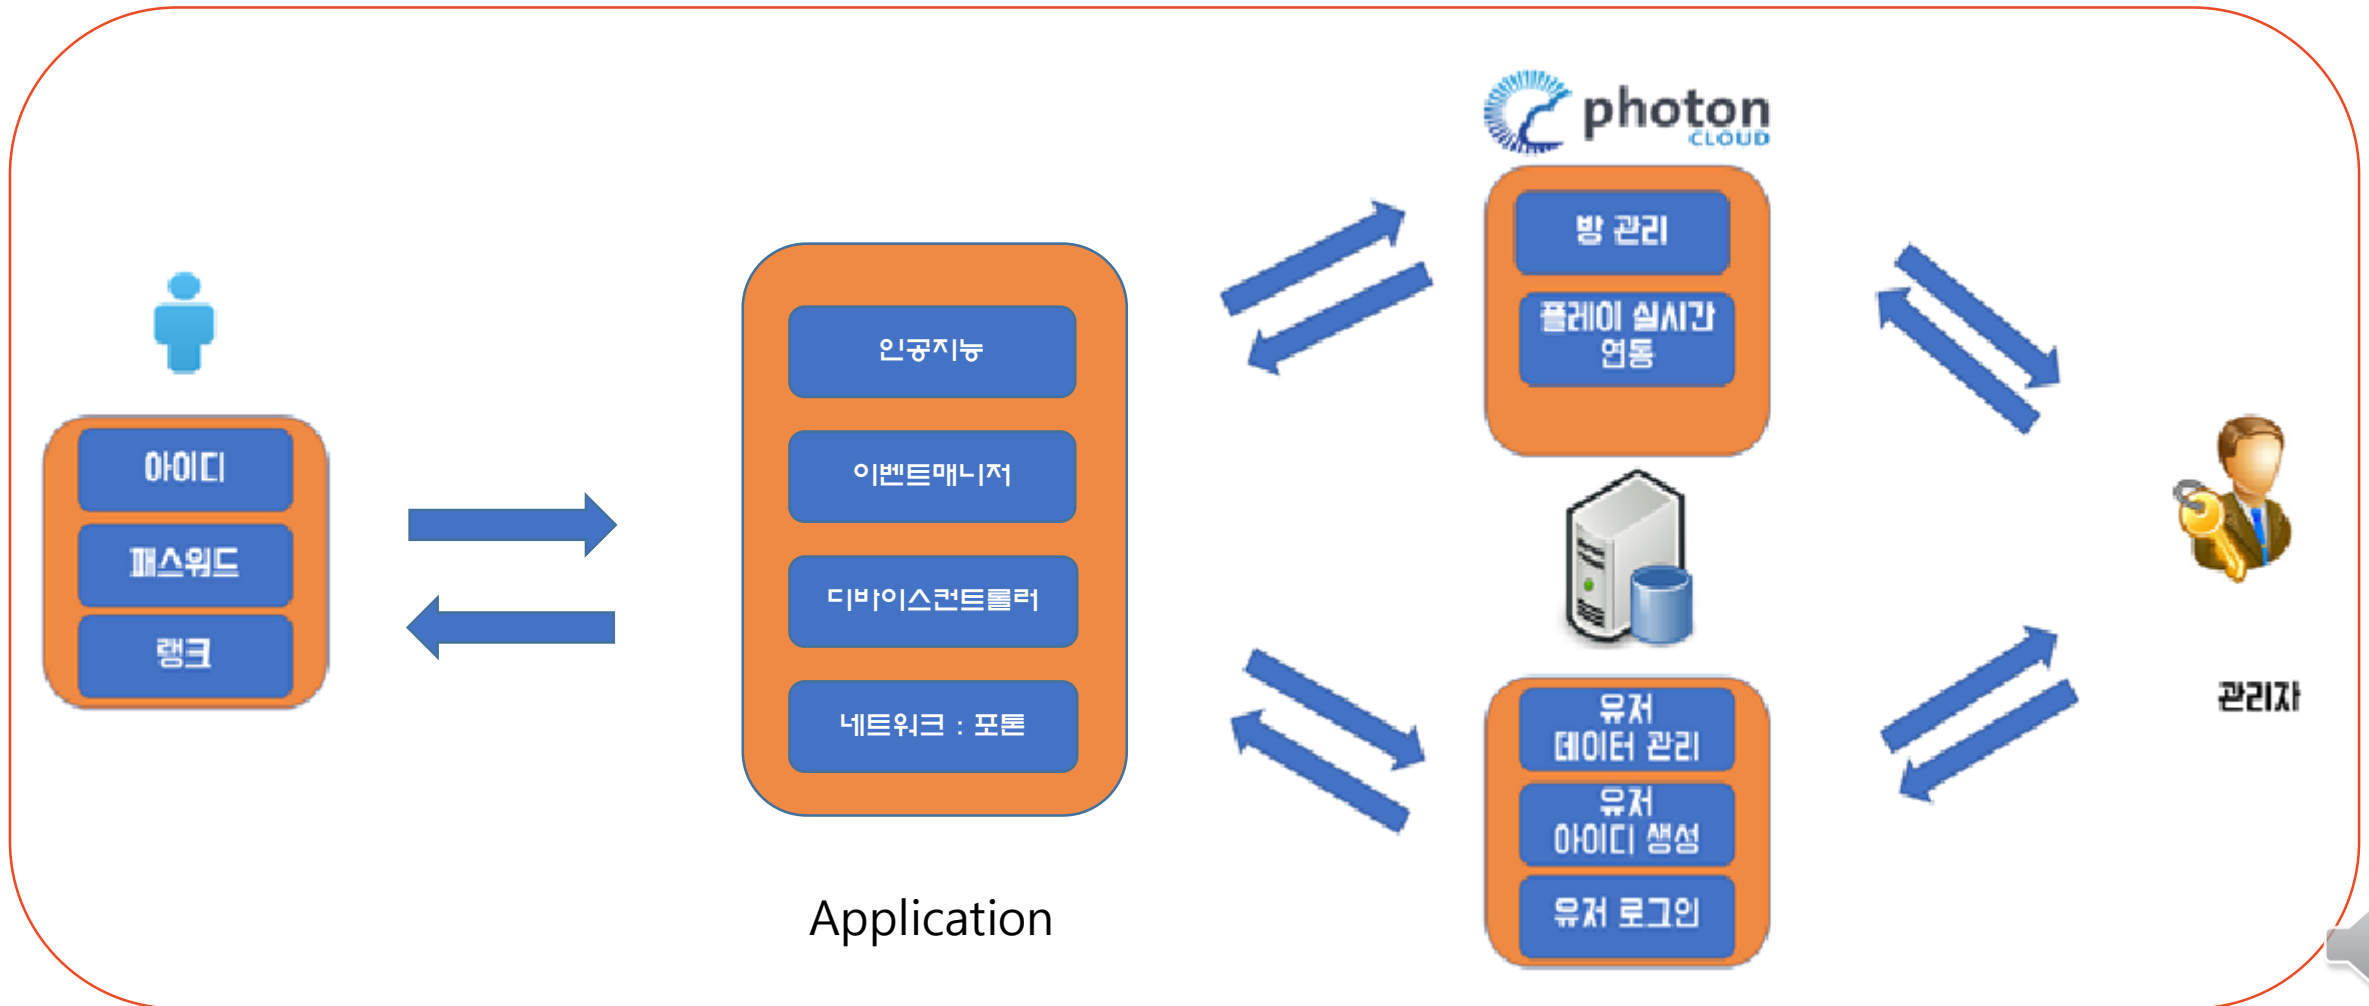 아이디
패스워드
랭크
인공지능
이벤트매니저
디바이스컨트롤러
네트워크 : 포톤
Application
photon
CLOUD
방 관리
플레이 실시간
연동
유저
데이터 관리
유저
아이디 생성
유저 로그인
관리자